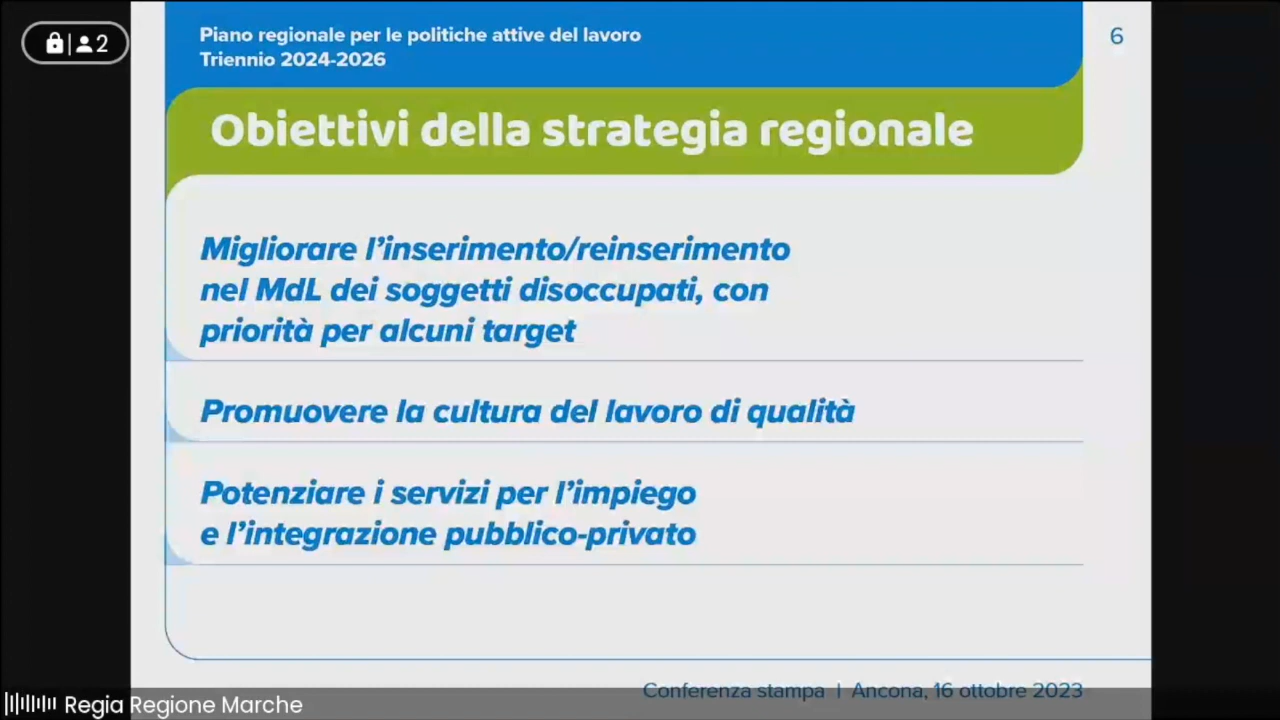 2
Piano regionale per le politiche attive del lavoro
Triennio 2024-2026
6
Obiettivi della strategia regionale
Migliorare l’inserimento/reinserimento
nel MdL dei soggetti disoccupati, con
priorità per alcuni target
Promuovere la cultura del lavoro di qualità
Potenziare i servizi per l’impiego
e l’integrazione pubblico-privato
Conferenza stampa | Ancona, 16 ottobre 2023
Regia Regione Marche